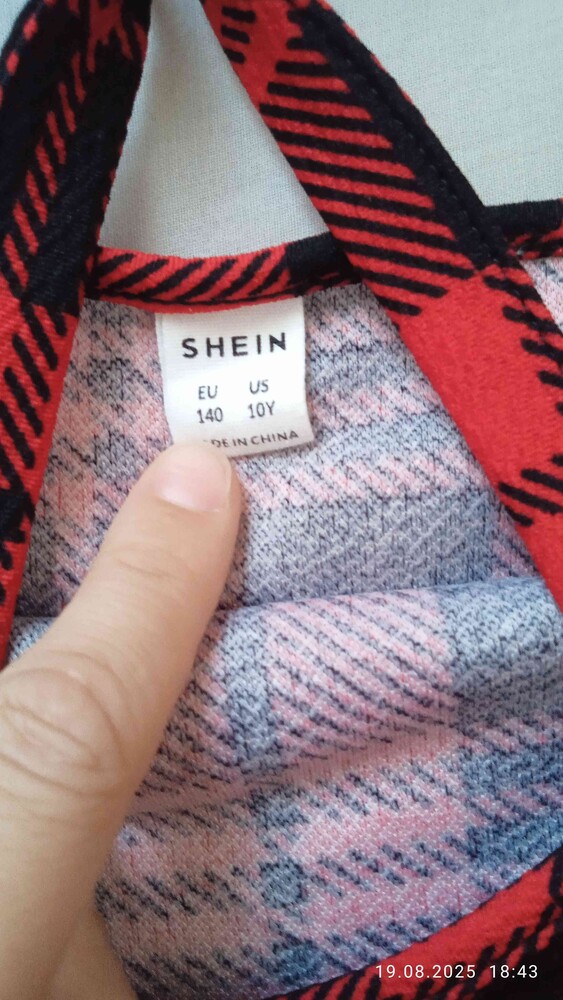 SHEIN
EU US
140 10Y
DE IN CHINA
19.08.2025 18:43